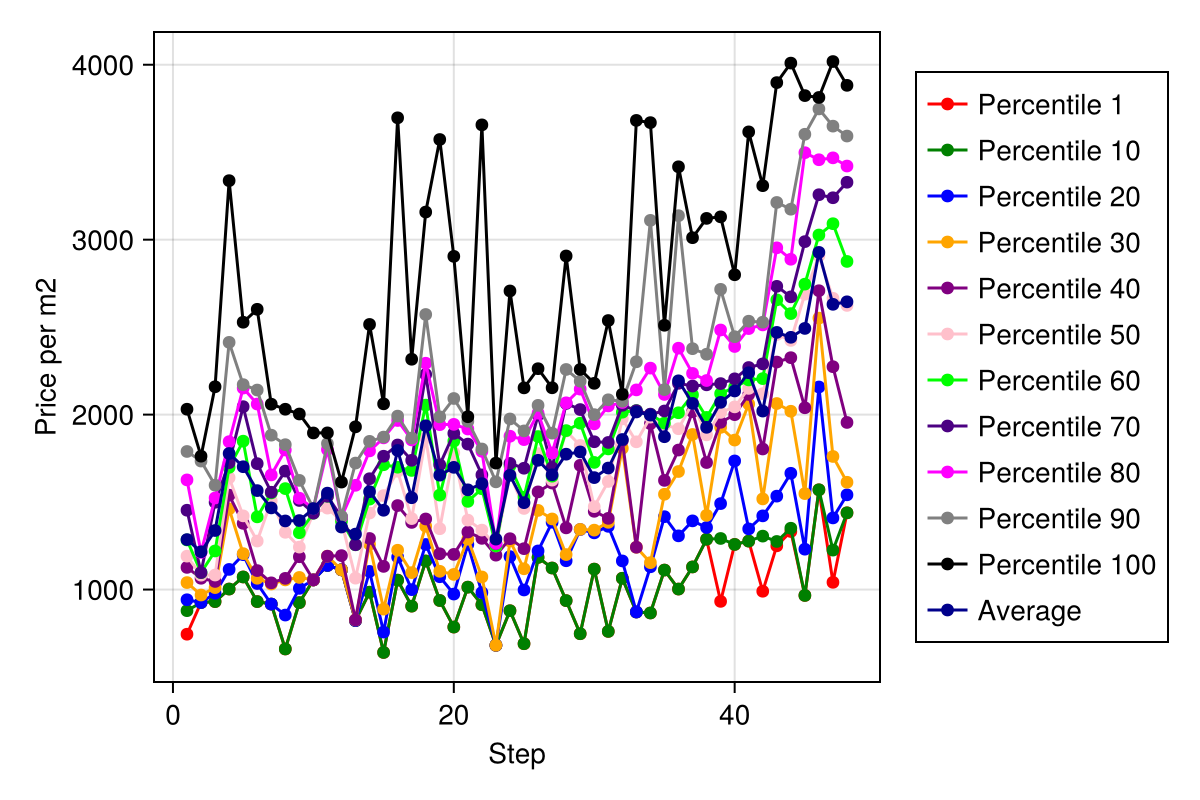 4000
3000
2000
1000
Price per m2
0
20
40
Step
Percentile 1
Percentile 10
Percentile 20
Percentile 30
Percentile 40
Percentile 50
Percentile 60
Percentile 70
Percentile 80
Percentile 90
Percentile 100
Average